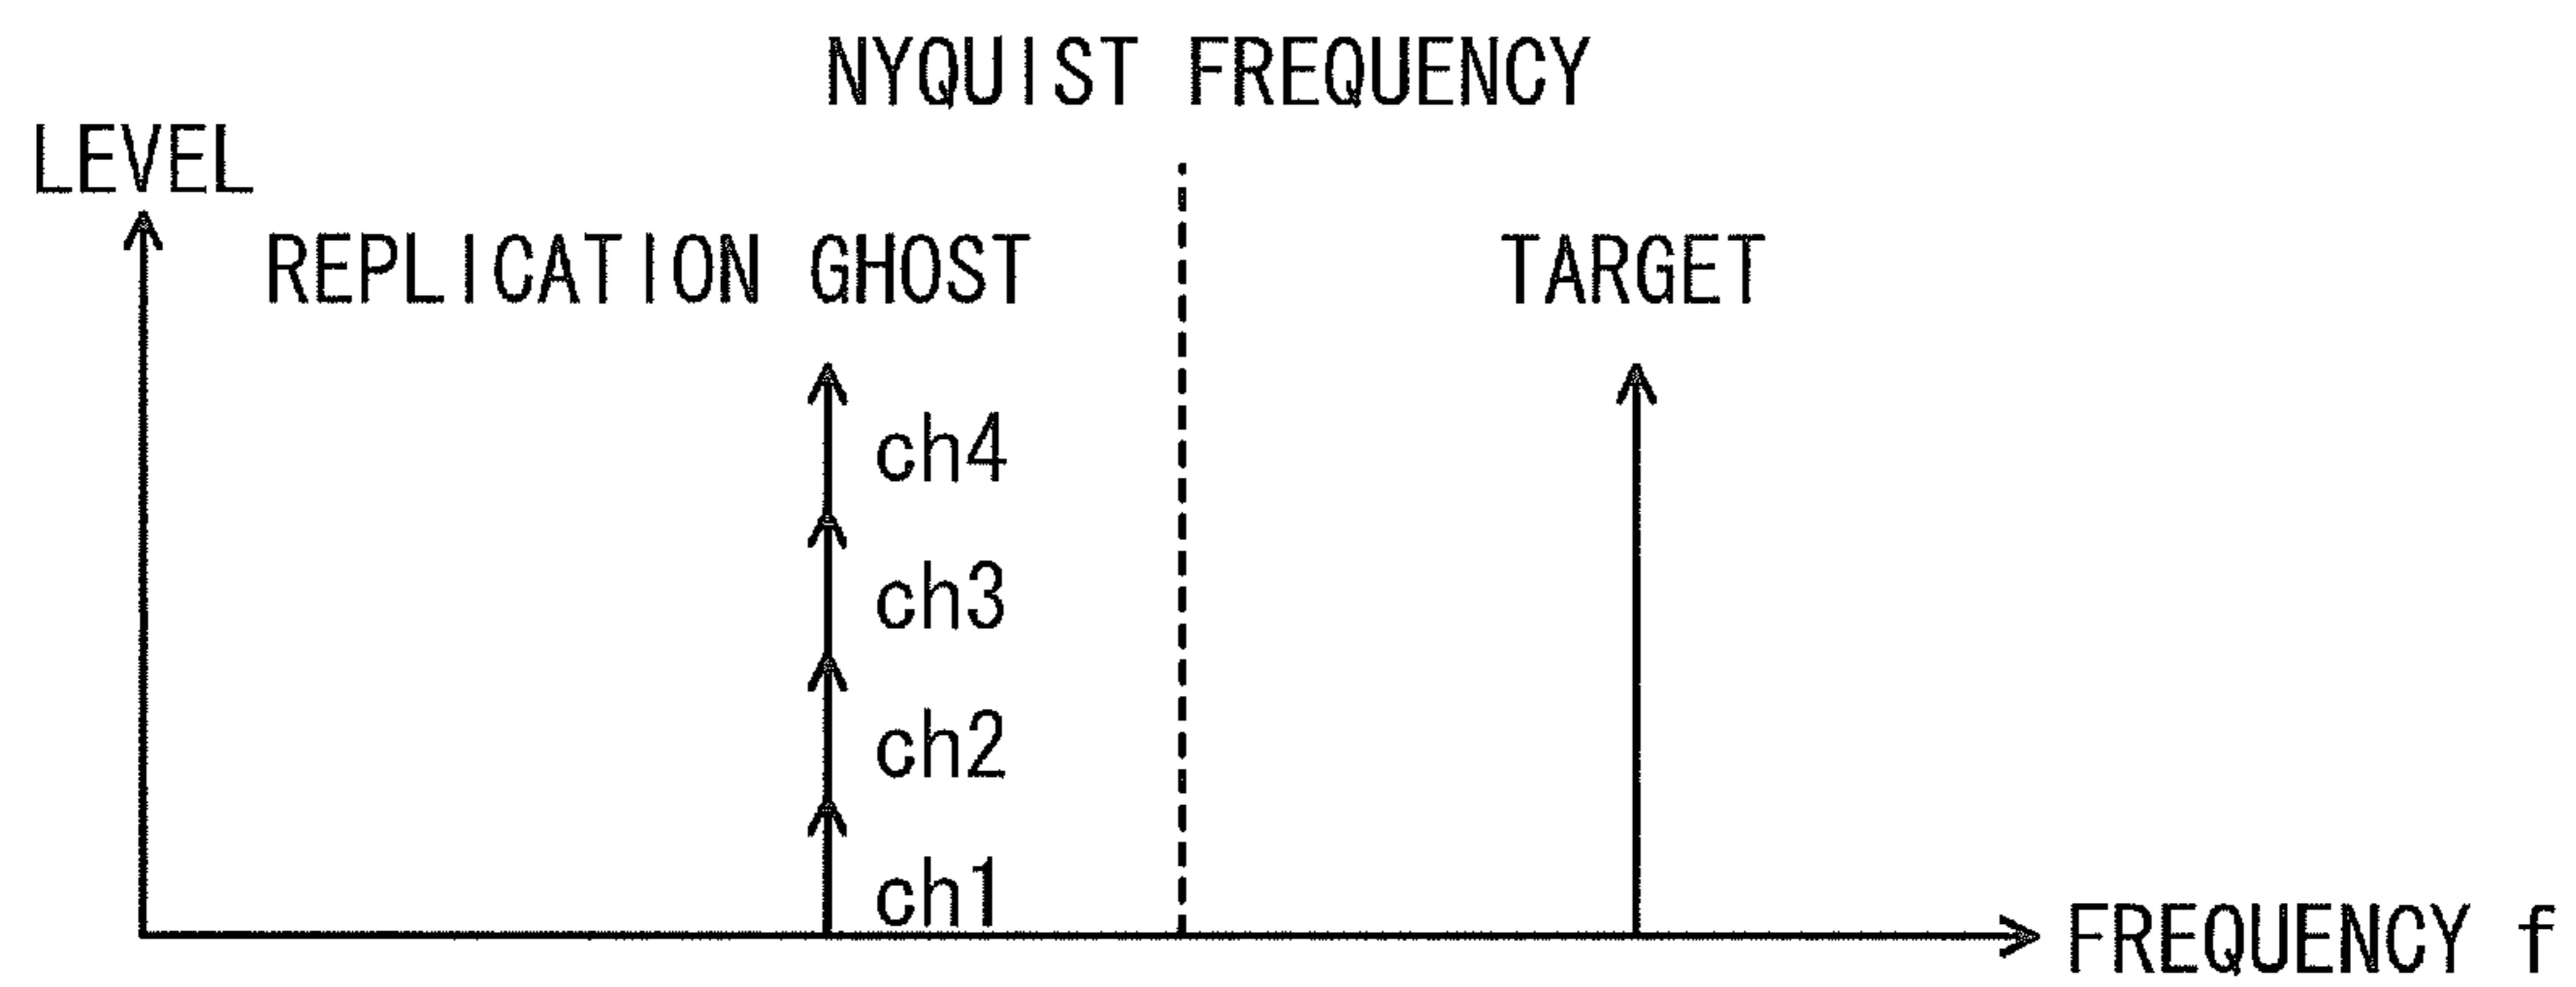 NYQUIST FREQUENCY
LEVEL
REPLICATION GHOST
TARGET
ch4
ch3
ch2
ch1
FREQUENCY f